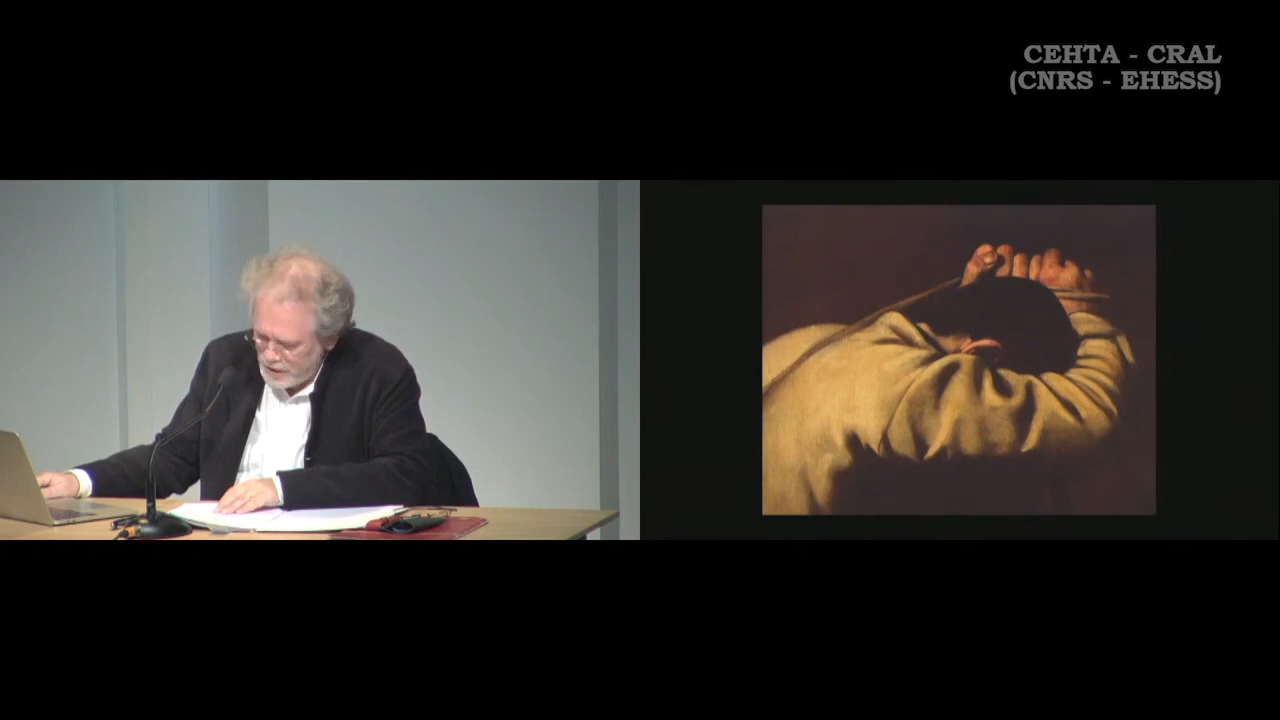 CEHTA - CRAL
(CNRS - EHESS)